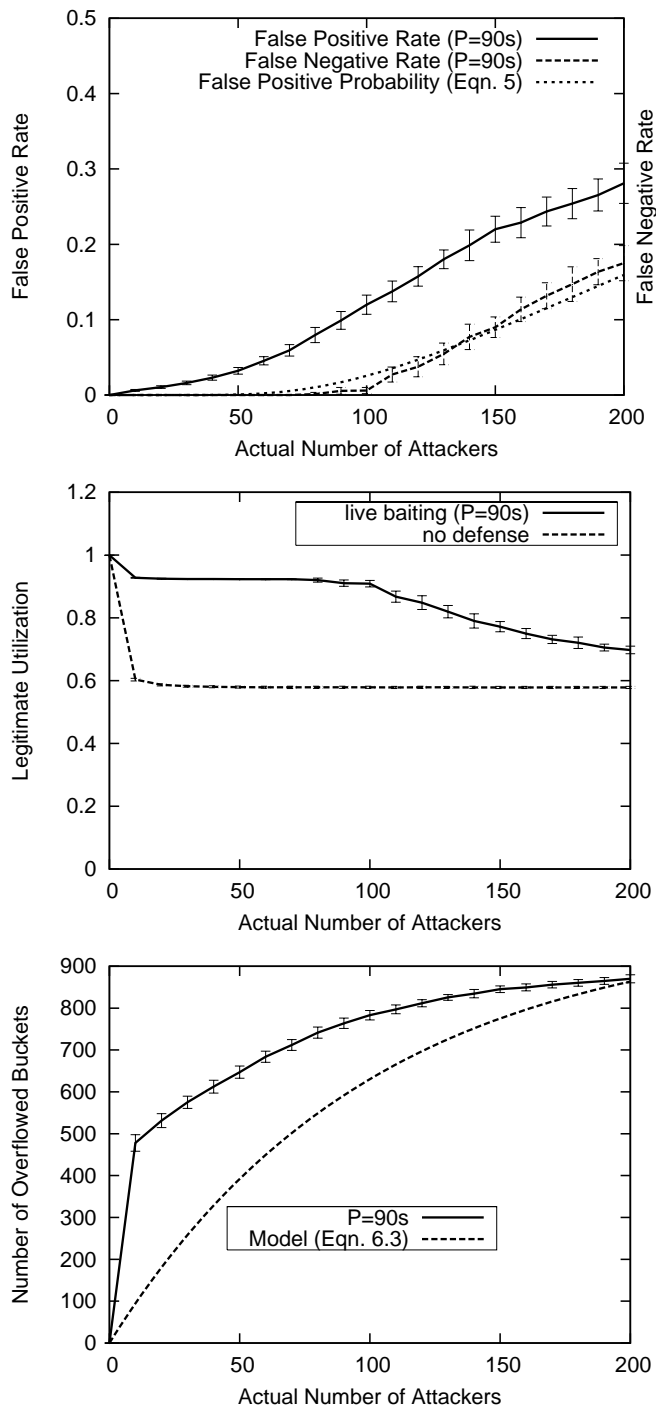 0.5
0.4
0.3
0.2
0.1
0
False Positive Rate
False Positive Rate (P=90s)
False Negative Rate (P=90s)
False Positive Probability (Eqn. 5)
False Negative Rate
0 50 100 150 200
Actual Number of Attackers
1.2
1
0.8
0.6
0.4
0.2
0
Legitimate Utilization
live baiting (P=90s)
no defense
0 50 100 150 200
Actual Number of Attackers
900
800
700
600
500
400
300
200
100
0
Number of Overflowed Buckets
P=90s
Model (Eqn. 6.3)
0 50 100 150 200
Actual Number of Attackers